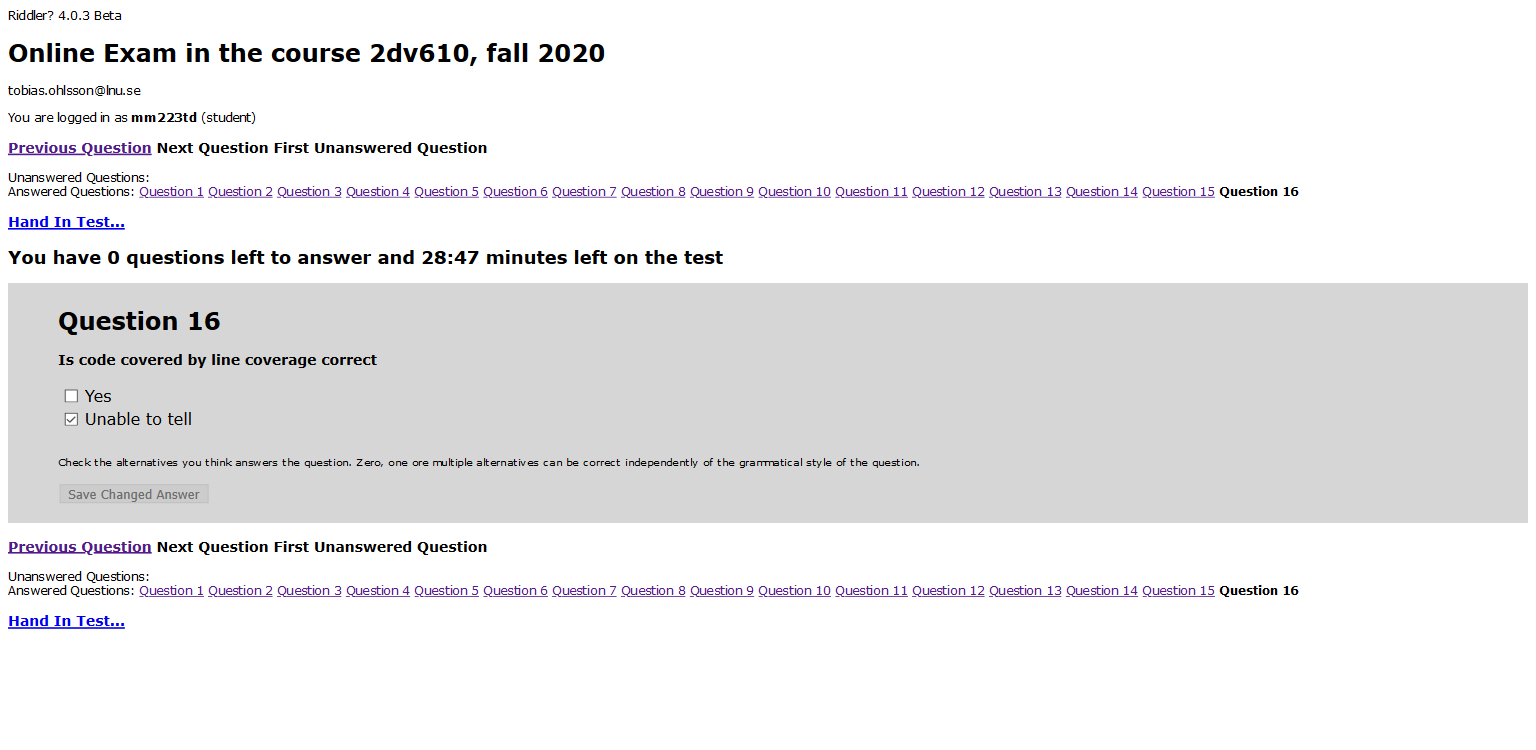 Riddler? 4.0.3 Beta
Online Exam in the course 2dv610, fall 2020
tobias.ohlsson@lnu.se
You are logged in as mm223td (student)
Previous Question Next Question First Unanswered Question
Unanswered Questions:
Answered Questions: Question 1 Question 2 Question 3 Question 4 Question 5 Question 6 Question 7 Question 8 Question 9 Question 10 Question 11 Question 12 Question 13 Question 14 Question 15 Question 16
Hand In Test...
You have 0 questions left to answer and 28:47 minutes left on the test
Question 16
Is code covered by line coverage correct
Yes
Unable to tell
Check the alternatives you think answers the question. Zero, one ore multiple alternatives can be correct independently of the grammatical style of the question.
Save Changed Answer
Previous Question Next Question First Unanswered Question
Unanswered Questions:
Answered Questions: Question 1 Question 2 Question 3 Question 4 Question 5 Question 6 Question 7 Question 8 Question 9 Question 10 Question 11 Question 12 Question 13 Question 14 Question 15 Question 16
Hand In Test...